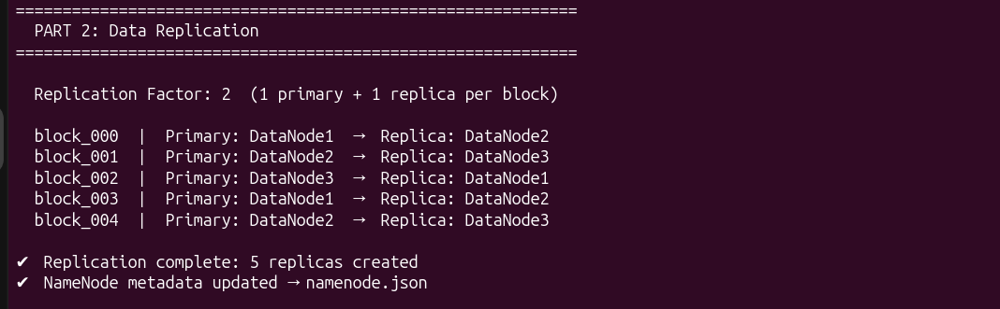 ============================================================
PART 2: Data Replication
============================================================
Replication Factor: 2  (1 primary + 1 replica per block)
block_000  |  Primary: DataNode1  →  Replica: DataNode2
block_001  |  Primary: DataNode2  →  Replica: DataNode3
block_002  |  Primary: DataNode3  →  Replica: DataNode1
block_003  |  Primary: DataNode1  →  Replica: DataNode2
block_004  |  Primary: DataNode2  →  Replica: DataNode3
✔  Replication complete: 5 replicas created
✔  NameNode metadata updated → namenode.json